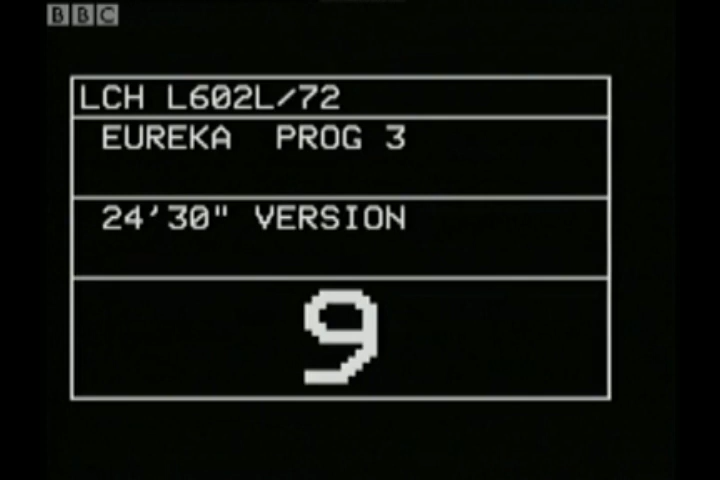 BBC
LCH L602L/72
EUREKA PROG 3
24'30" VERSION
9